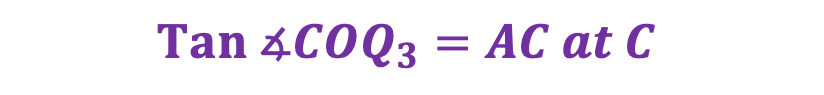 Tan ∡COQ₃ = AC at C